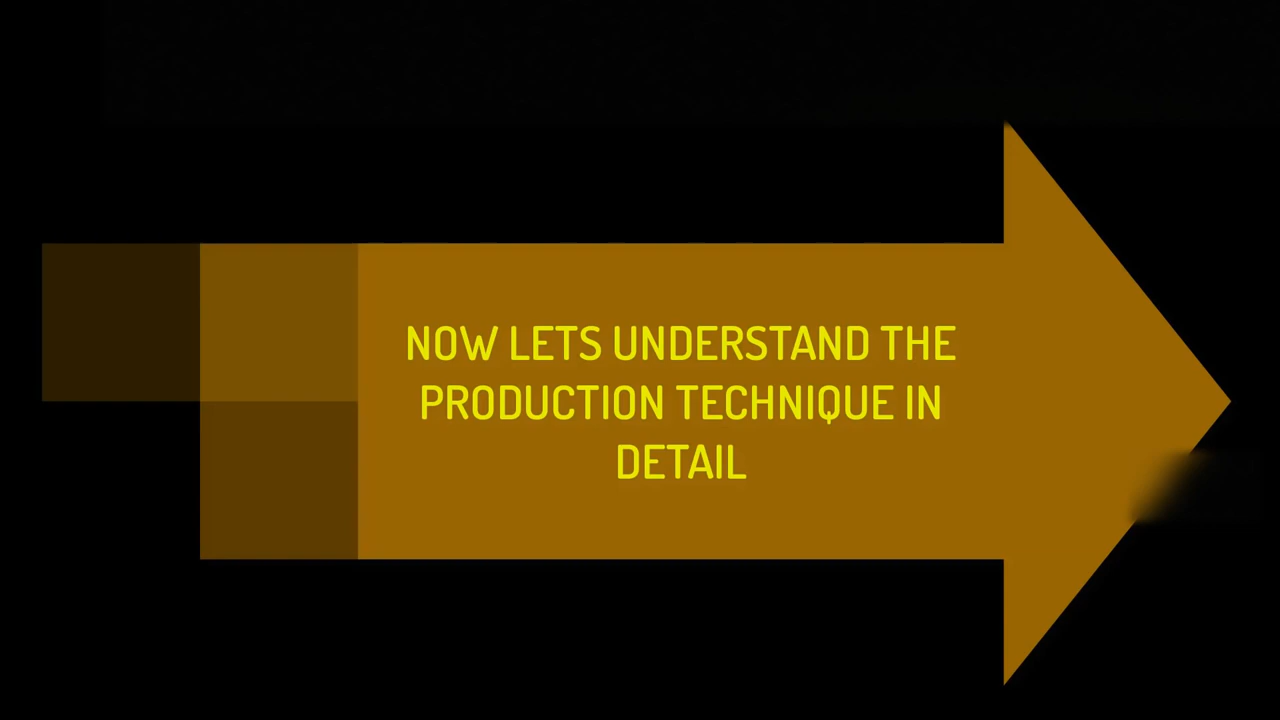 NOW LETS UNDERSTAND THE
PRODUCTION TECHNIQUE IN
DETAIL